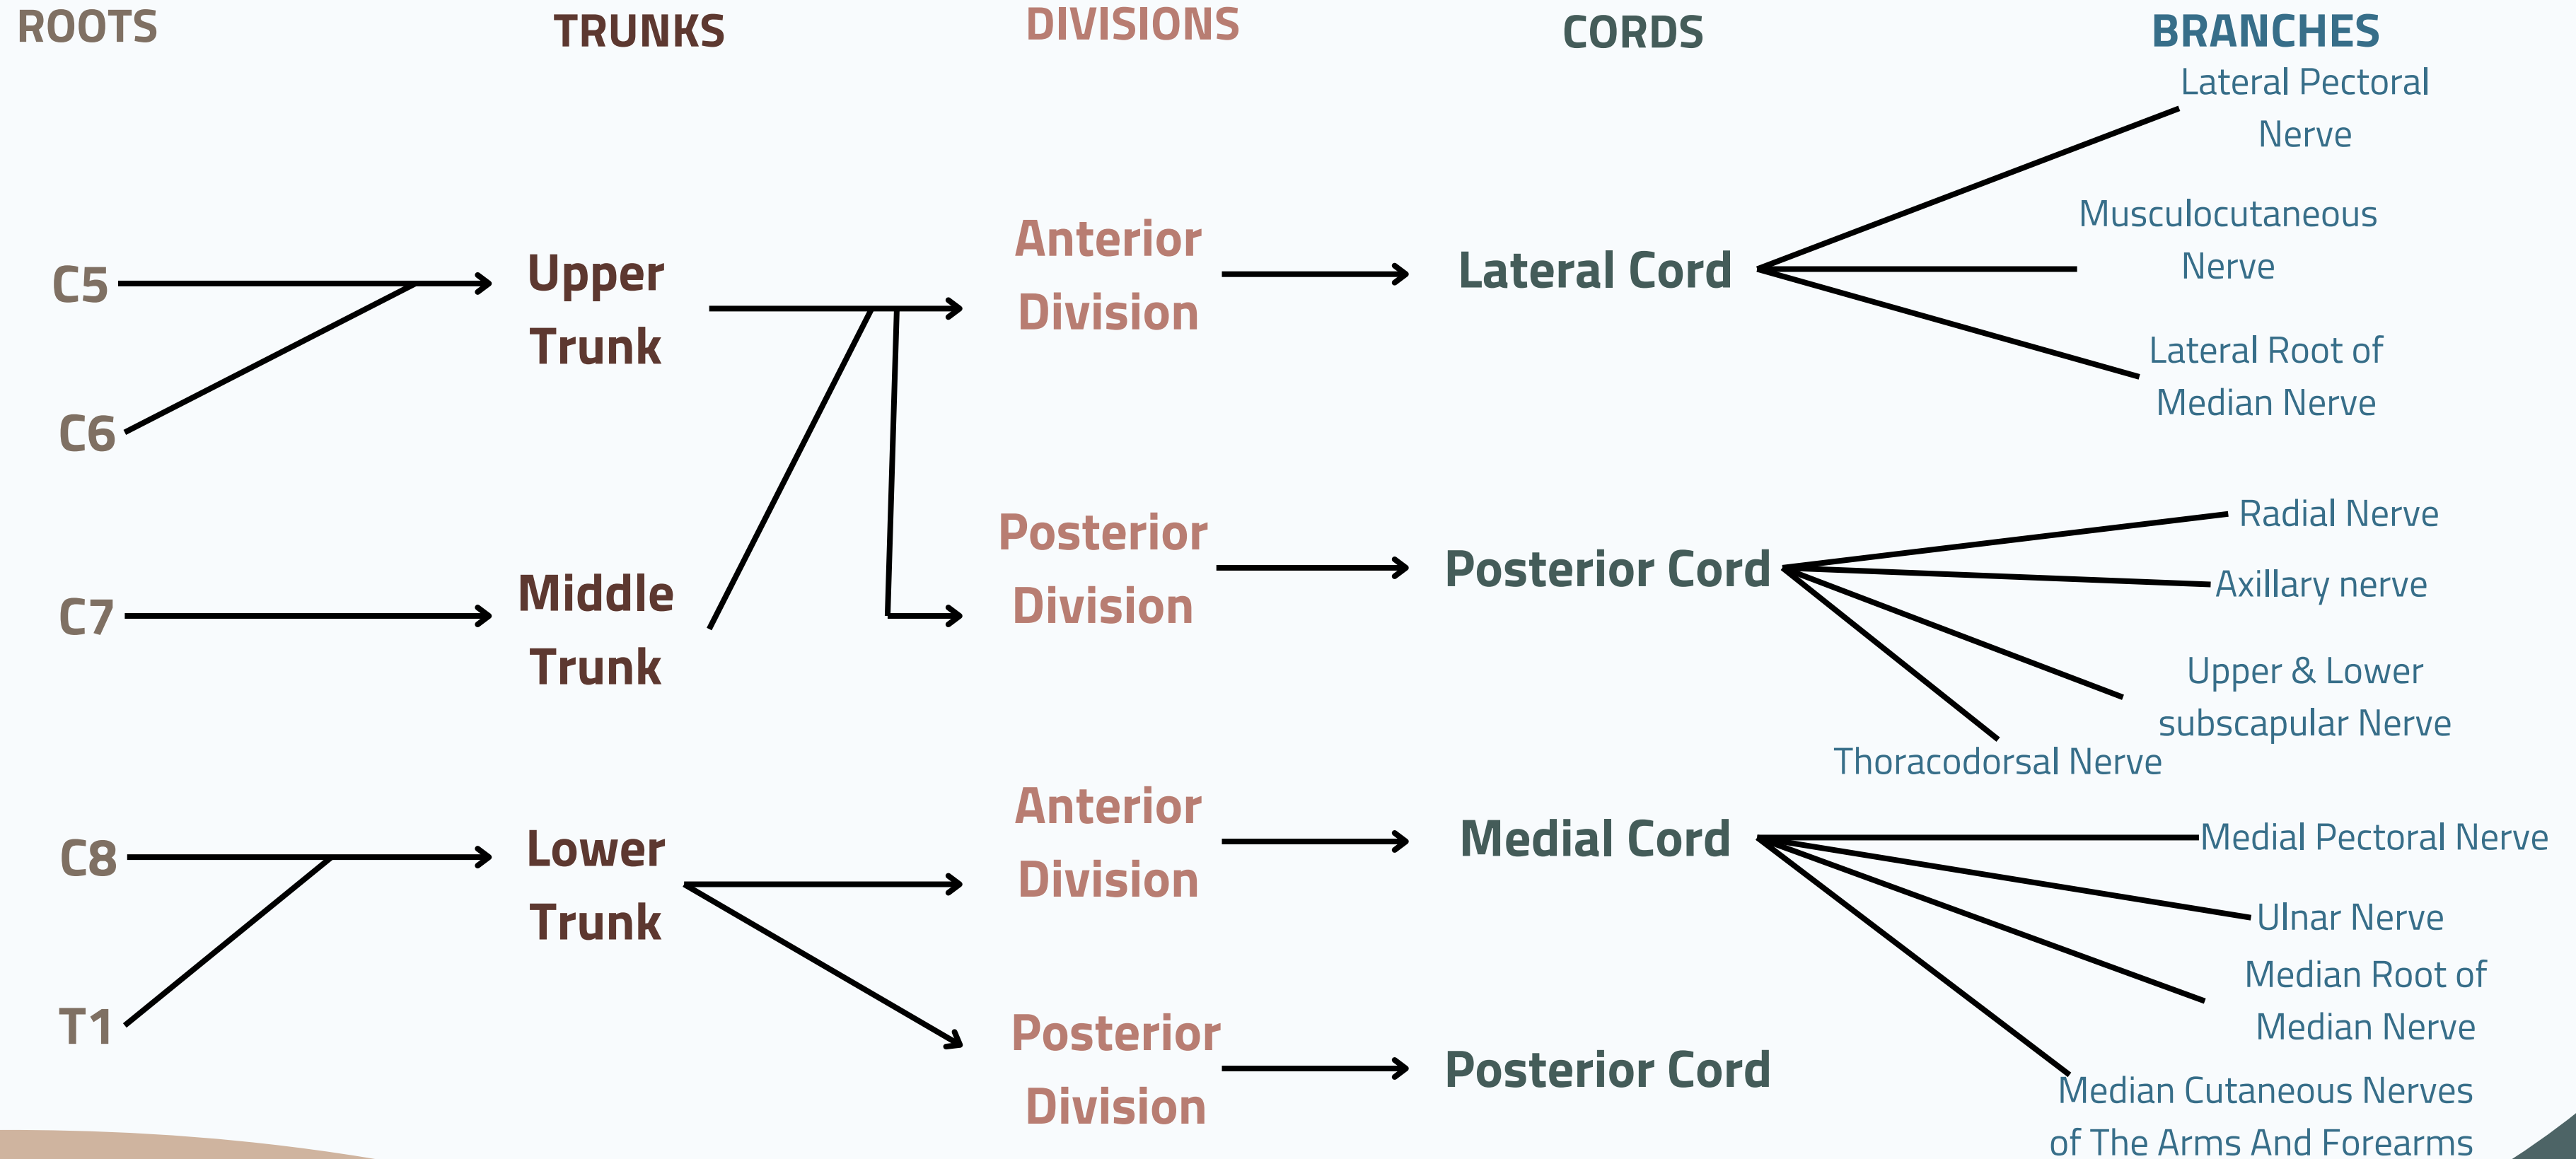 ROOTS
TRUNKS
DIVISIONS
CORDS
BRANCHES
C5
C6
C7
C8
T1
Upper
Trunk
Middle
Trunk
Lower
Trunk
Anterior
Division
Posterior
Division
Anterior
Division
Posterior
Division
Lateral Cord
Posterior Cord
Medial Cord
Posterior Cord
Lateral Pectoral
Nerve
Musculocutaneous
Nerve
Lateral Root of
Median Nerve
Radial Nerve
Axillary nerve
Upper & Lower
subscapular Nerve
Thoracodorsal Nerve
Medial Pectoral Nerve
Ulnar Nerve
Median Root of
Median Nerve
Median Cutaneous Nerves
of The Arms And Forearms